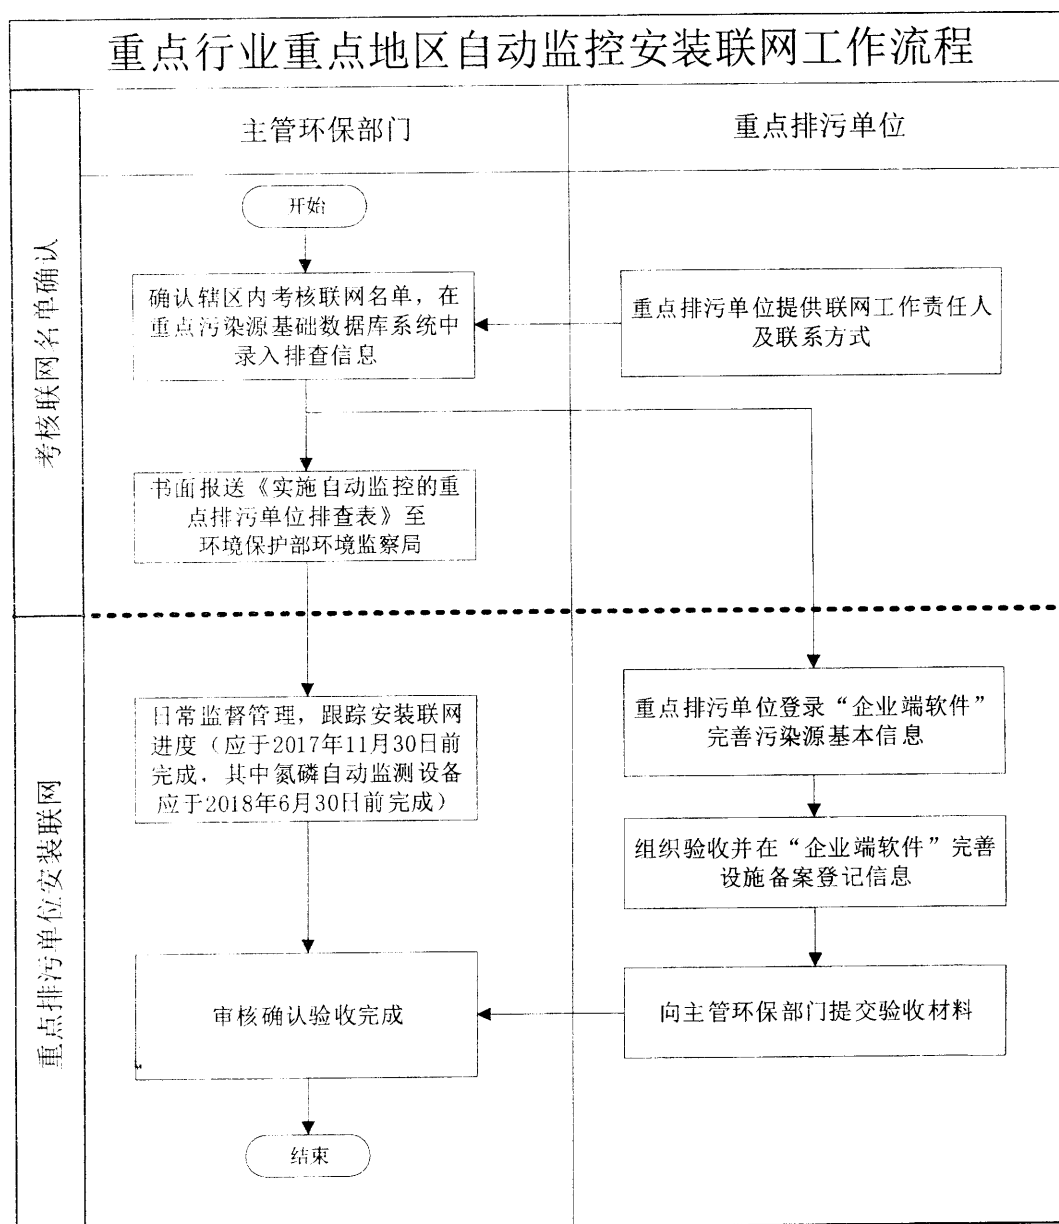 重点行业重点地区自动监控安装联网工作流程
主管环保部门
重点排污单位
考核联网名单确认
开始
确认辖区内考核联网名单，在
重点污染源基础数据库系统中
录入排查信息
重点排污单位提供联网工作责任人
及联系方式
书面报送《实施自动监控的重
点排污单位排查表》至
环境保护部环境监察局
重点排污单位安装联网
日常监督管理，跟踪安装联网
进度（应于2017年11月30日前
完成，其中氮磷自动监测设备
应于2018年6月30日前完成）
重点排污单位登录“企业端软件”
完善污染源基本信息
组织验收并在“企业端软件”完善
设施备案登记信息
向主管环保部门提交验收材料
审核确认验收完成
结束